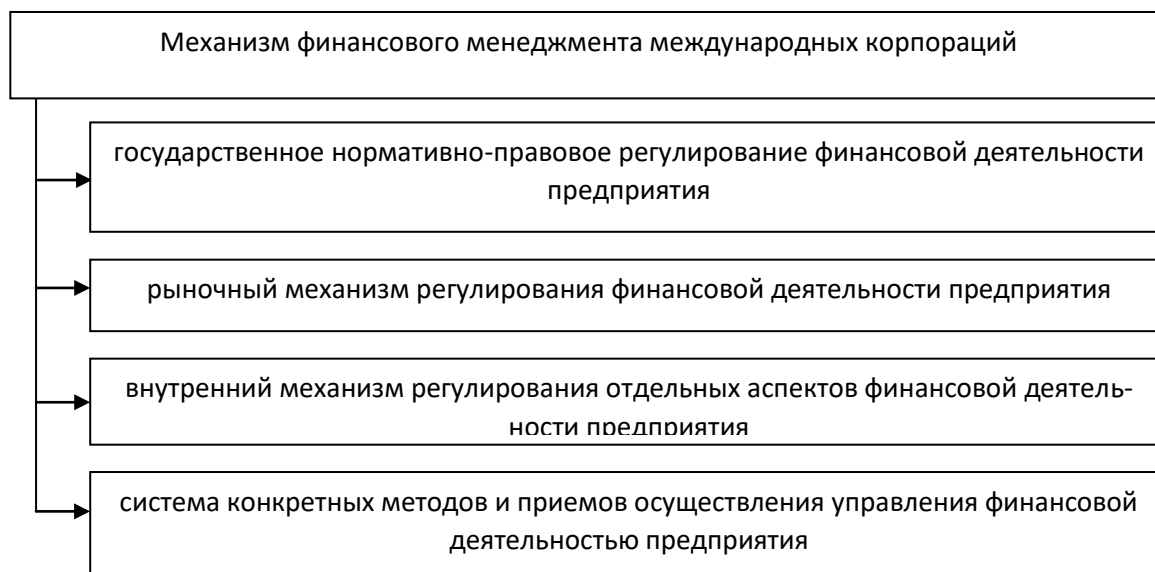 Механизм финансового менеджмента международных корпораций
государственное нормативно-правовое регулирование финансовой деятельности
предприятия
рыночный механизм регулирования финансовой деятельности предприятия
внутренний механизм регулирования отдельных аспектов финансовой деятель-
ности предприятия
система конкретных методов и приемов осуществления управления финансовой
деятельностью предприятия